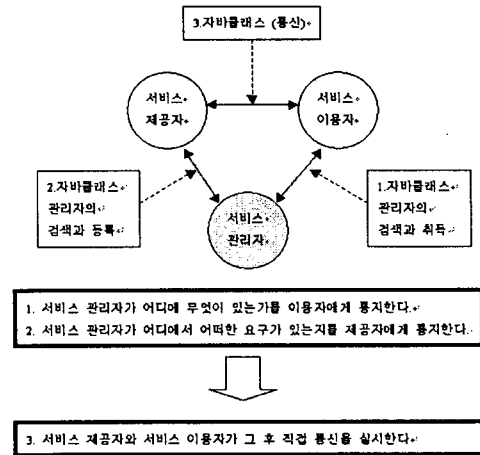 3.자바클래스 (통신)
서비스
제공자
서비스
이용자
2.자바클래스
관리자의
검색과 등록
서비스
관리자
1.자바클래스
관리자의
검색과 취득
1. 서비스 관리자가 어디에 무엇이 있는가를 이용자에게 통지한다.
2. 서비스 관리자가 어디에서 어떠한 요구가 있는지를 제공자에게 통지한다.
3. 서비스 제공자와 서비스 이용자가 그 후 직접 통신을 실시한다